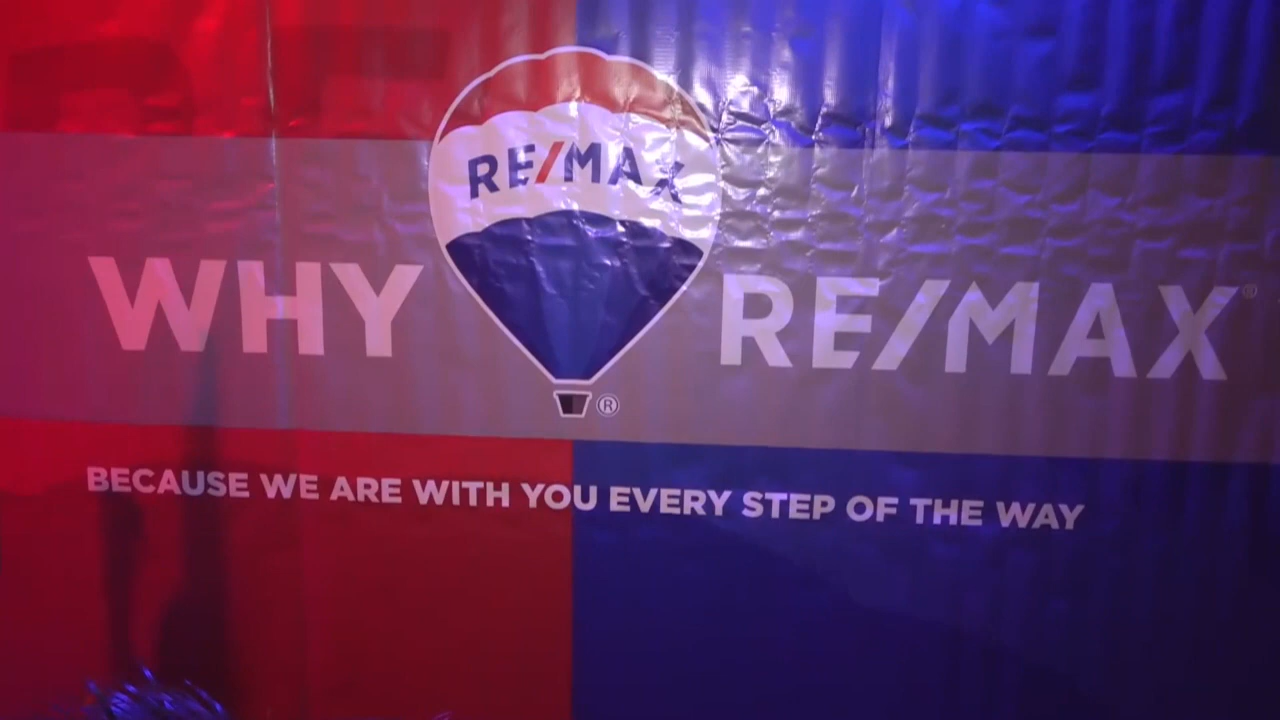 RE/MAX
WHY RE/MAX®
®
BECAUSE WE ARE WITH YOU EVERY STEP OF THE WAY